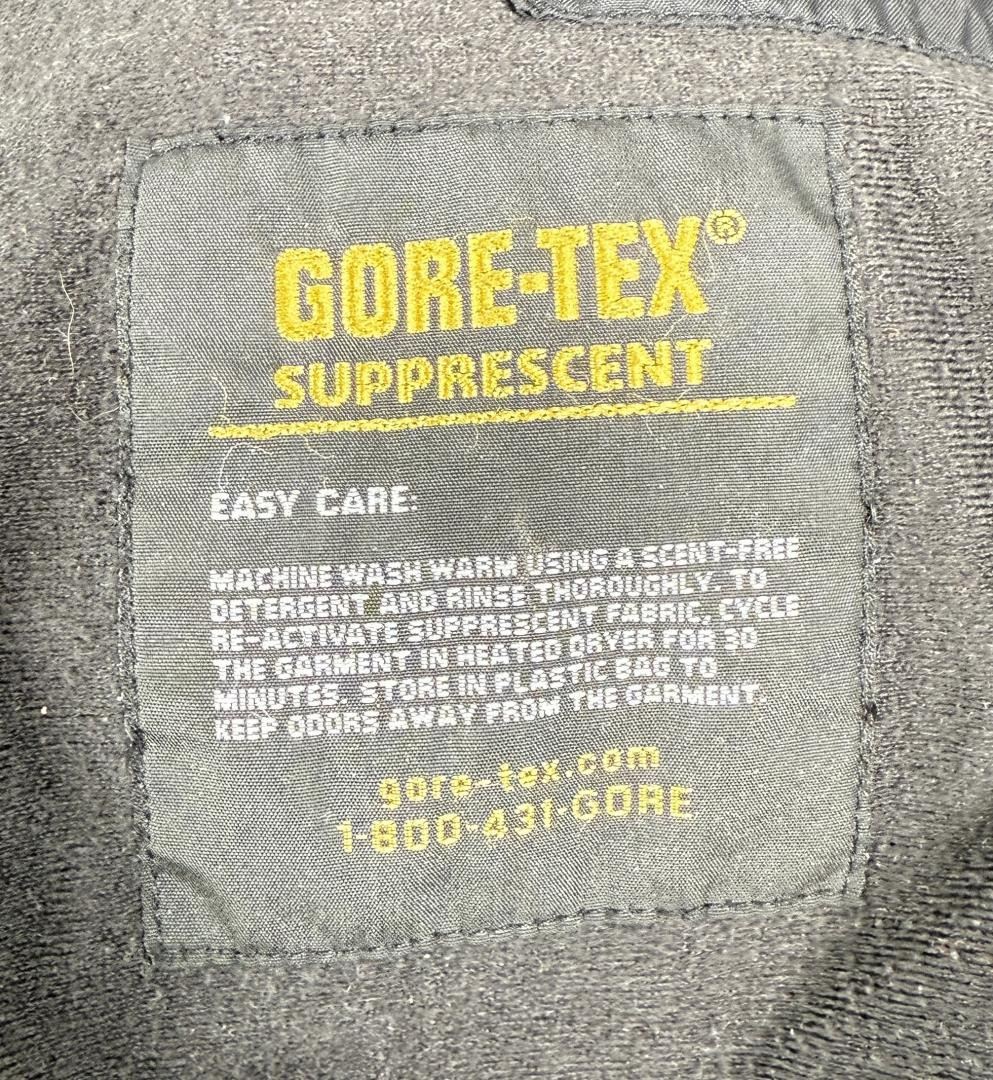 GORE-TEX®
SUPPRESCENT
EASY CARE:
MACHINE WASH WARM USING A SCENT-FREE
DETERGENT AND RINSE THOROUGHLY. TO
RE-ACTIVATE SUPPRESCENT FABRIC, CYCLE
THE GARMENT IN HEATED DRYER FOR 30
MINUTES. STORE IN PLASTIC BAG TO
KEEP ODORS AWAY FROM THE GARMENT.
gore-tex.com
1-800-431-GORE